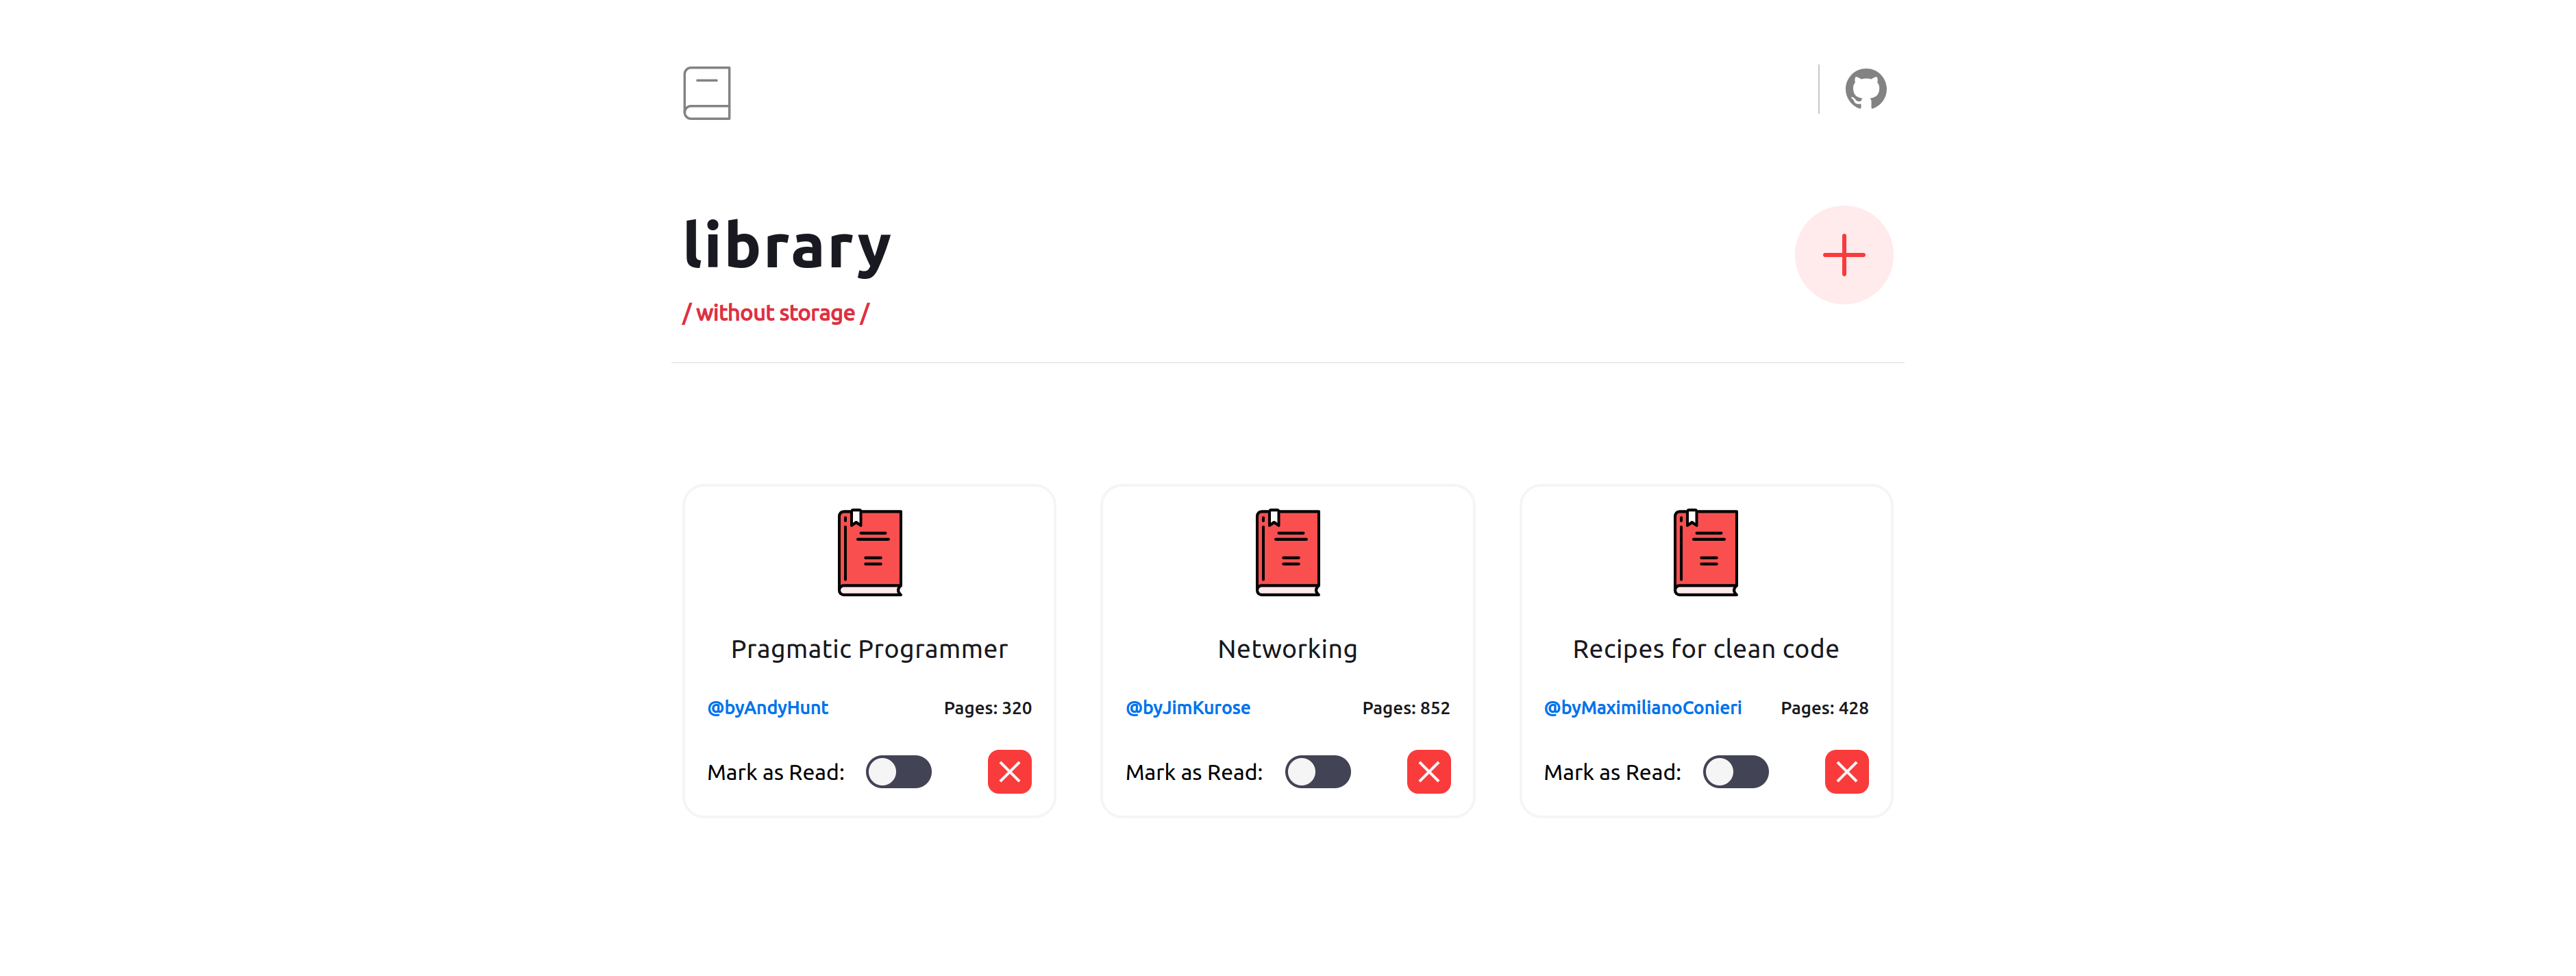 library
/ without storage /
Pragmatic Programmer
@byAndyHunt Pages: 320
Mark as Read:
Networking
@byJimKurose Pages: 852
Mark as Read:
Recipes for clean code
@byMaximilianoConieri Pages: 428
Mark as Read: